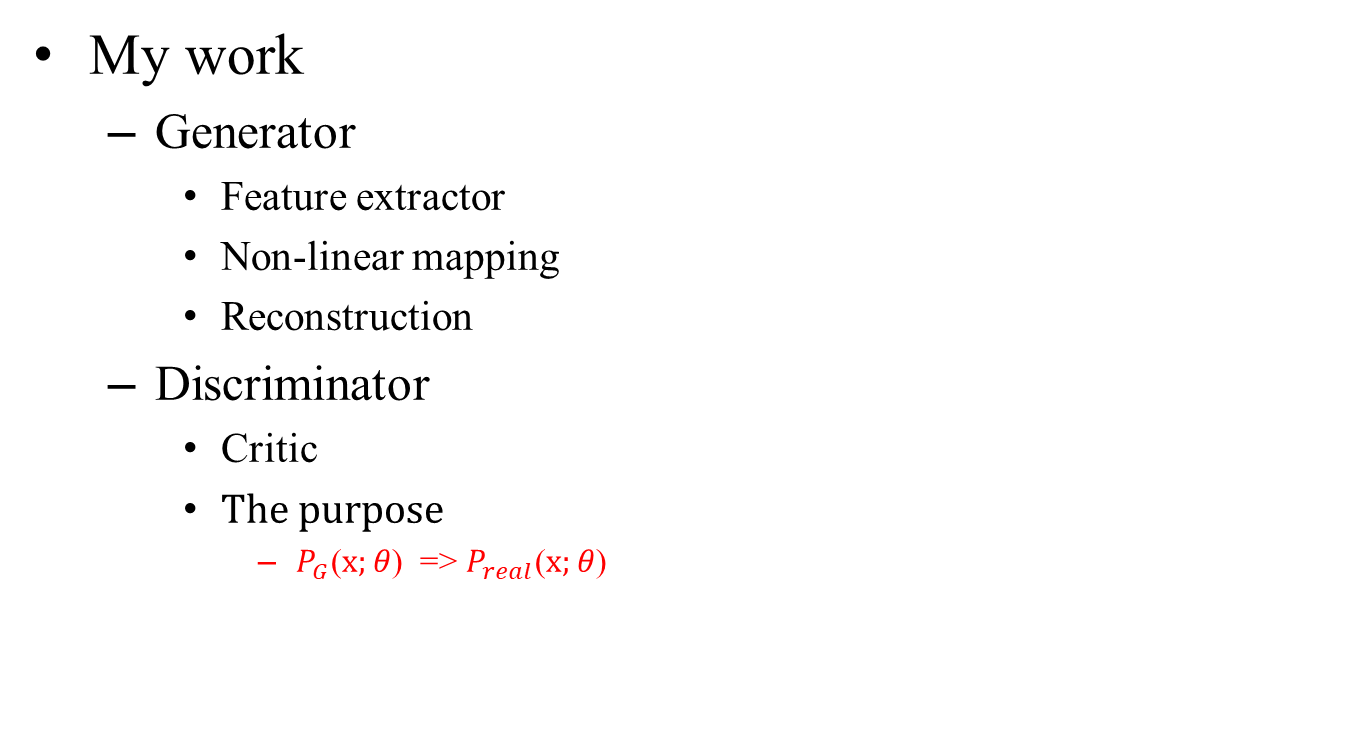 • My work
– Generator
• Feature extractor
• Non-linear mapping
• Reconstruction
– Discriminator
• Critic
• The purpose
– P_G(x; θ) => P_real(x; θ)